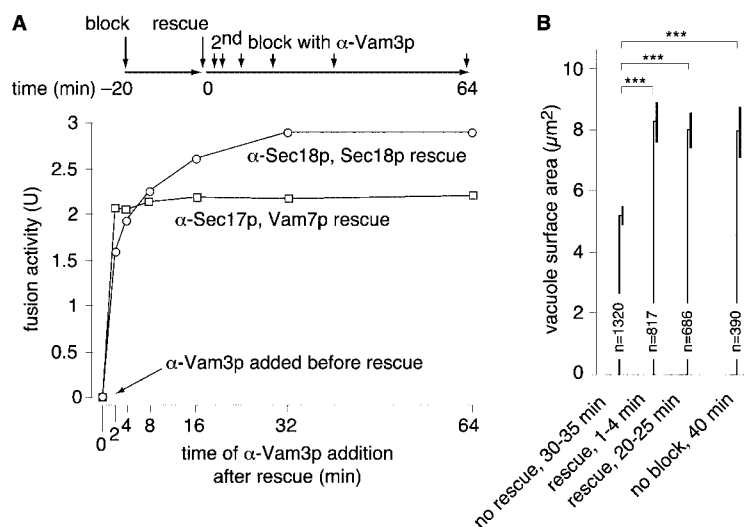 A
block
rescue
2nd block with α-Vam3p
time (min) –20
0
64
3
2.5
2
1.5
1
0.5
0
fusion activity (U)
α-Sec18p, Sec18p rescue
α-Sec17p, Vam7p rescue
α-Vam3p added before rescue
0 2 4 8 16 32 64
time of α-Vam3p addition
after rescue (min)
B
***
***
***
10
8
6
4
2
0
vacuole surface area (µm2)
n=1320
n=817
n=686
n=390
no rescue, 30-35 min
rescue, 1-4 min
rescue, 20-25 min
no block, 40 min